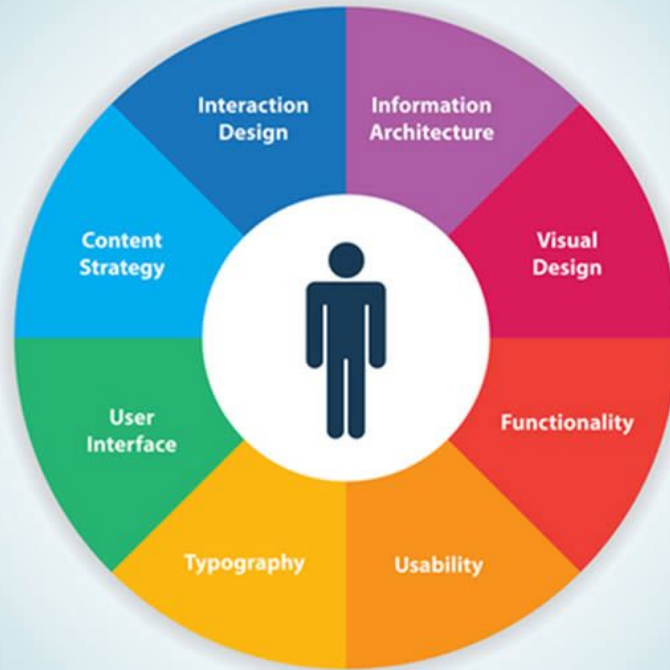 Interaction
Design
Information
Architecture
Visual
Design
Functionality
Usability
Typography
User
Interface
Content
Strategy